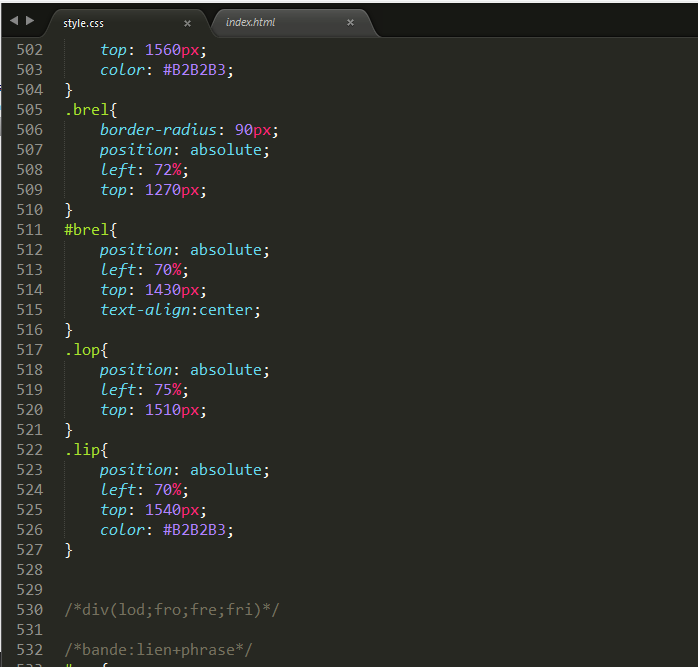 style.css × index.html ×
502 top: 1560px;
503 color: #B2B2B3;
504 }
505 .brel{
506 border-radius: 90px;
507 position: absolute;
508 left: 72%;
509 top: 1270px;
510 }
511 #brel{
512 position: absolute;
513 left: 70%;
514 top: 1430px;
515 text-align:center;
516 }
517 .lop{
518 position: absolute;
519 left: 75%;
520 top: 1510px;
521 }
522 .lip{
523 position: absolute;
524 left: 70%;
525 top: 1540px;
526 color: #B2B2B3;
527 }
528
529
530 /*div(lod;fro;fre;fri)*/
531
532 /*bande:lien+phrase*/